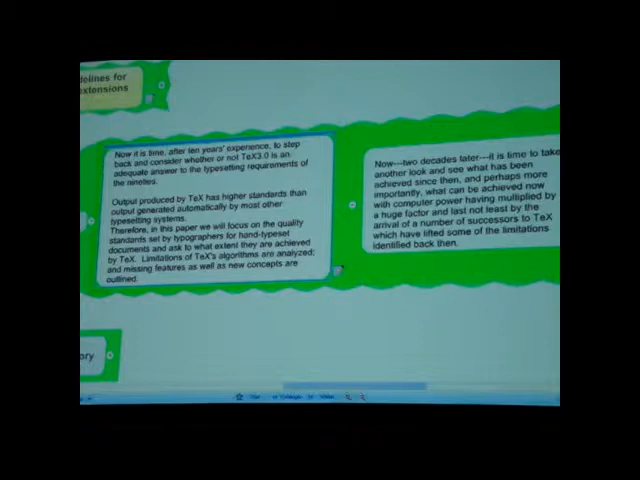 delines for
extensions
Now it is time, after ten years' experience, to step
back and consider whether or not TeX3.0 is an
adequate answer to the typesetting requirements of
the nineties.
Output produced by TeX has higher standards than
output generated automatically by most other
typesetting systems.
Therefore, in this paper we will focus on the quality
standards set by typographers for hand-typeset
documents and ask to what extent they are achieved
by TeX. Limitations of TeX's algorithms are analyzed;
and missing features as well as new concepts are
outlined.
Now---two decades later---it is time to take
another look and see what has been
achieved since then, and perhaps more
importantly, what can be achieved now
with computer power having multiplied by
a huge factor and last not least by the
arrival of a number of successors to TeX
which have lifted some of the limitations
identified back then.
ory